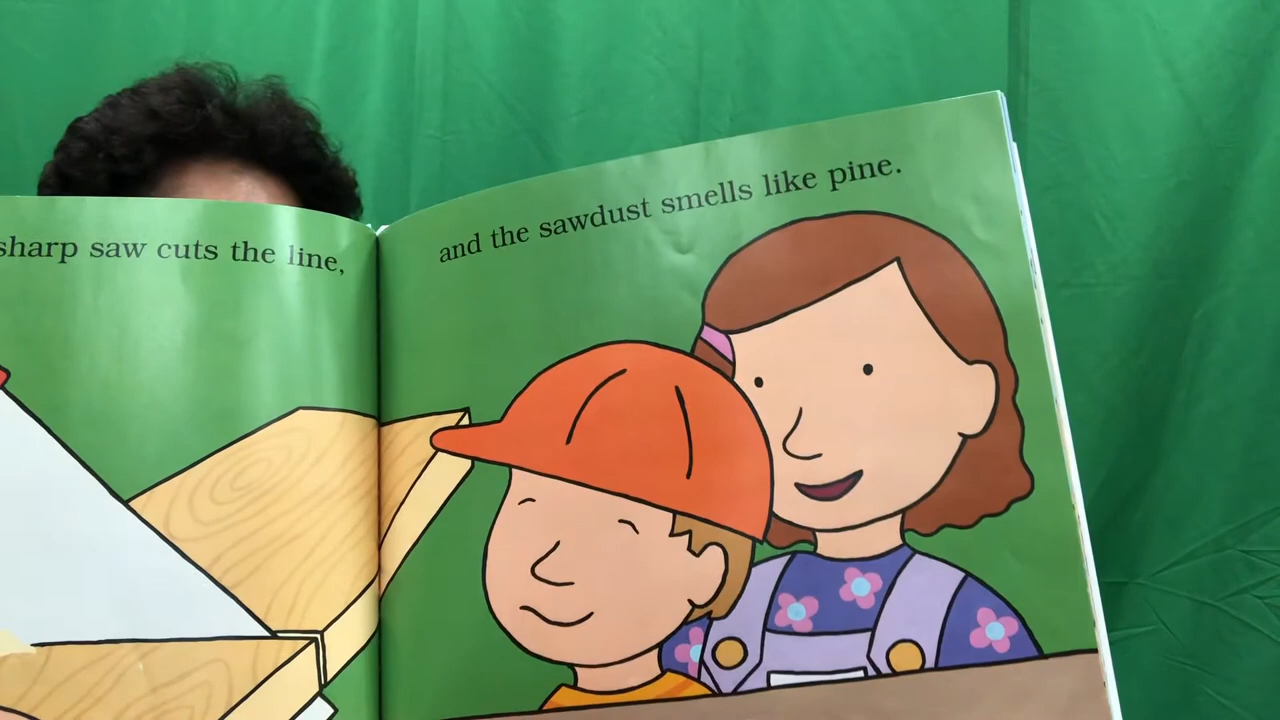 sharp saw cuts the line,
and the sawdust smells like pine.